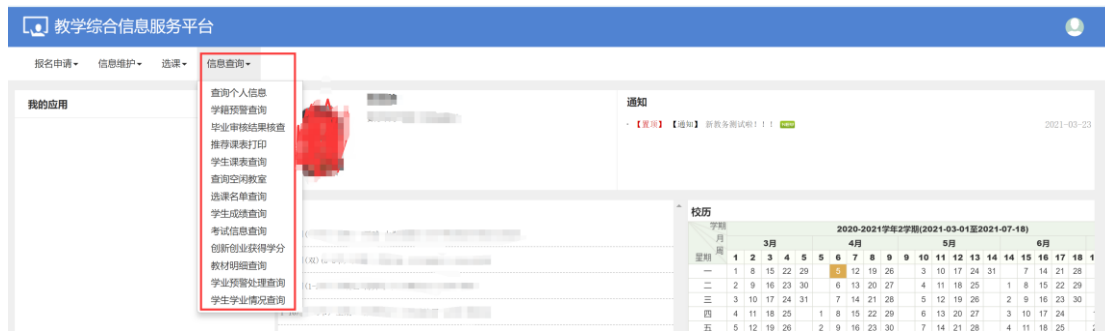 教学综合信息服务平台
报名申请 信息维护 选课 信息查询
查询个人信息
学籍预警查询
毕业审核结果核查
推荐课表打印
学生课表查询
查询空闲教室
选课名单查询
学生成绩查询
考试信息查询
创新创业获得学分
教材明细查询
学业预警处理查询
学生学业情况查询
我的应用
通知
- 【置顶】【通知】新教务测试啦！！！ 2021-03-23
校历
学期 2020-2021学年2学期(2021-03-01至2021-07-18)
月 3月 4月 5月 6月
周
星期 1 2 3 4 5 5 6 7 8 9 9 10 11 12 13 14 14 15 16 17 18
一 1 8 15 22 29 5 12 19 26 3 10 17 24 31 7 14 21 28
二 2 9 16 23 30 6 13 20 27 4 11 18 25 1 8 15 22 29
三 3 10 17 24 31 7 14 21 28 5 12 19 26 2 9 16 23 30
四 4 11 18 25 1 8 15 22 29 6 13 20 27 3 10 17 24
五 5 12 19 26 2 9 16 23 30 7 14 21 28 4 11 18 25